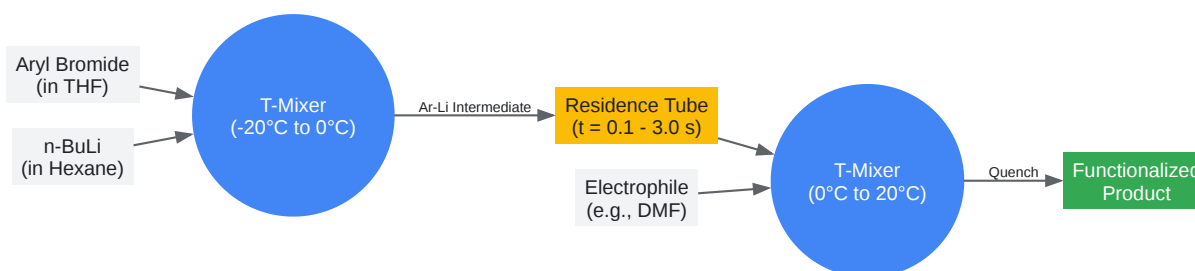 Aryl Bromide
(in THF)
n-BuLi
(in Hexane)
T-Mixer
(-20°C to 0°C)
Ar-Li Intermediate
Residence Tube
(t = 0.1 - 3.0 s)
Electrophile
(e.g., DMF)
T-Mixer
(0°C to 20°C)
Quench
Functionalized
Product